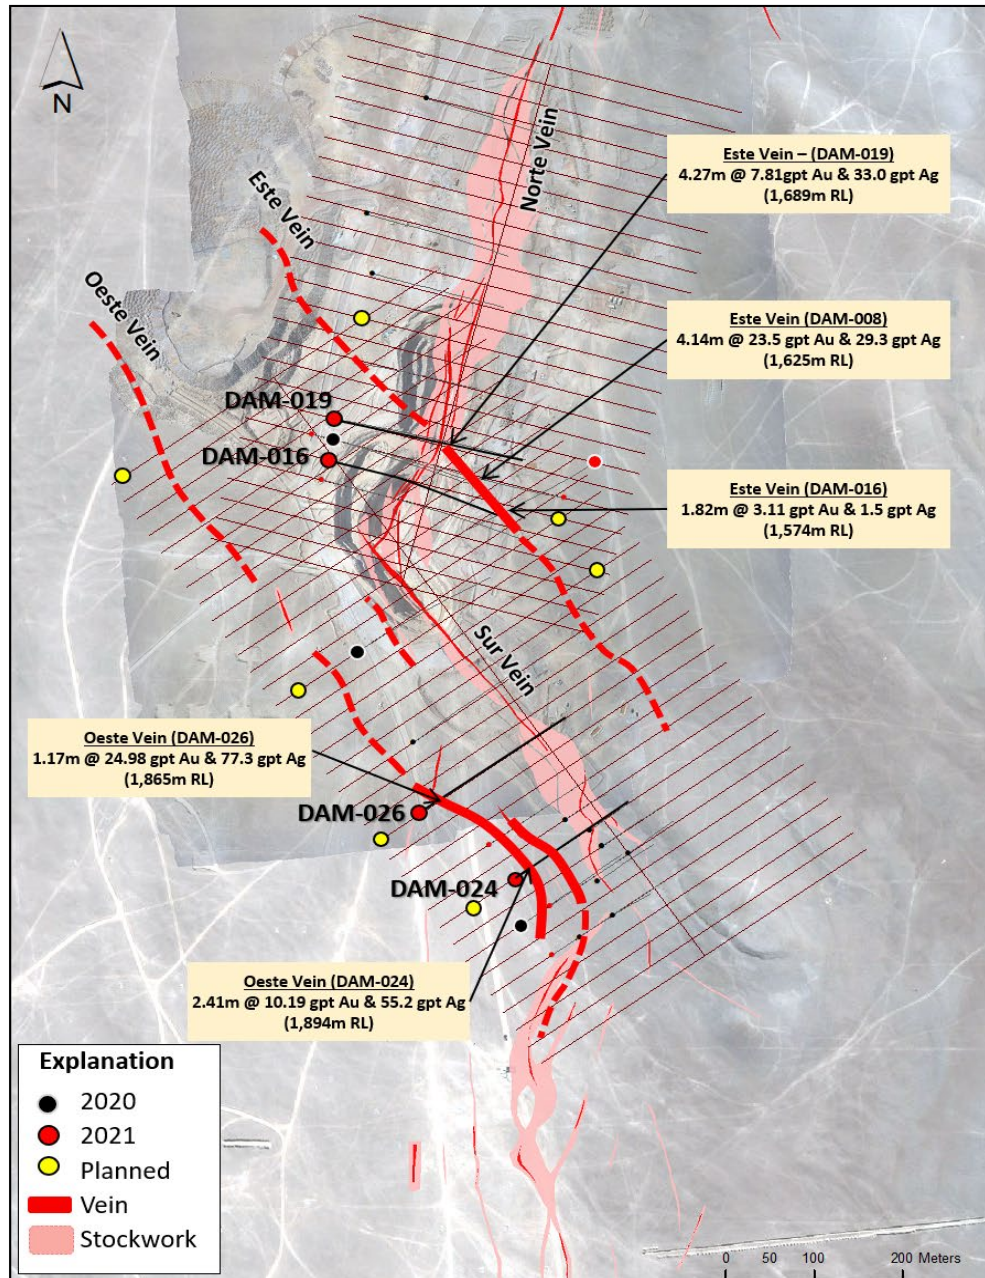 N
Norte Vein
Este Vein – (DAM-019)
4.27m @ 7.81gpt Au & 33.0 gpt Ag
(1,689m RL)
Este Vein
Oeste Vein
Este Vein (DAM-008)
4.14m @ 23.5 gpt Au & 29.3 gpt Ag
(1,625m RL)
DAM-019
DAM-016
Este Vein (DAM-016)
1.82m @ 3.11 gpt Au & 1.5 gpt Ag
(1,574m RL)
Sur Vein
Oeste Vein (DAM-026)
1.17m @ 24.98 gpt Au & 77.3 gpt Ag
(1,865m RL)
DAM-026
DAM-024
Oeste Vein (DAM-024)
2.41m @ 10.19 gpt Au & 55.2 gpt Ag
(1,894m RL)
Explanation
2020
2021
Planned
Vein
Stockwork
0 50 100 200 Meters